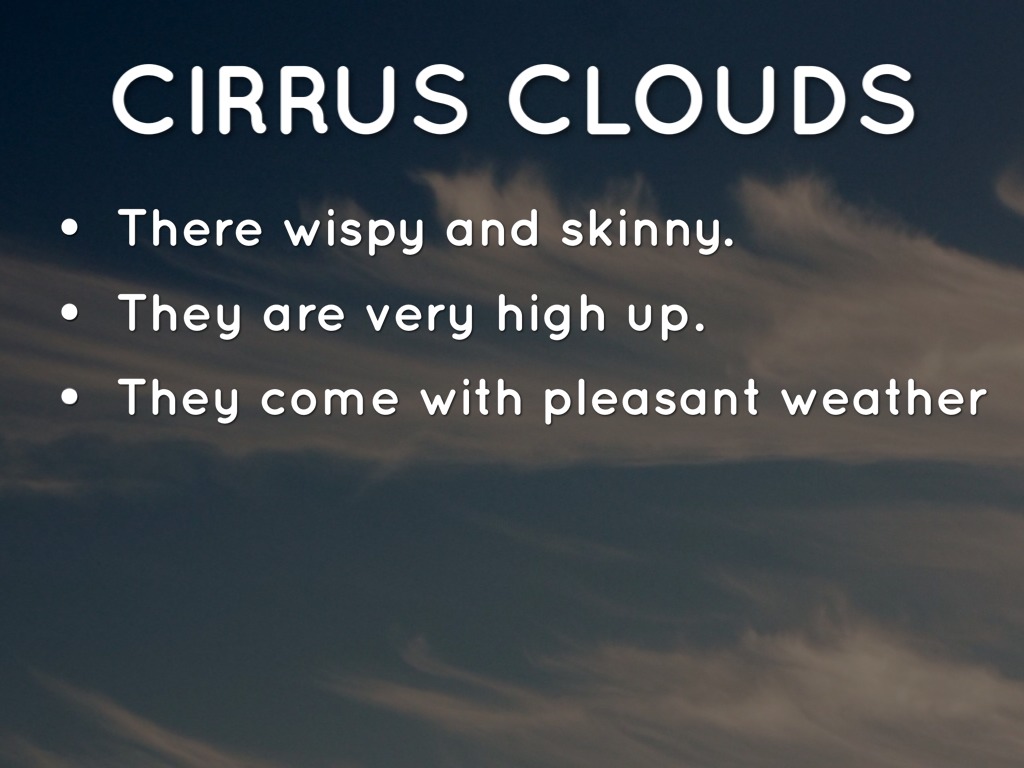 CIRRUS CLOUDS
• There wispy and skinny.
• They are very high up.
• They come with pleasant weather